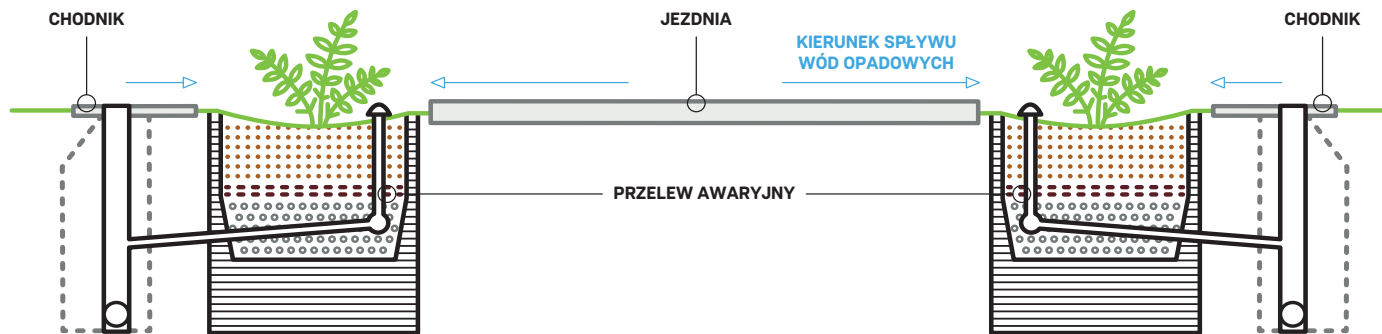 CHODNIK
JEZDNIA
CHODNIK
KIERUNEK SPŁYWU
WÓD OPADOWYCH
PRZELEW AWARYJNY